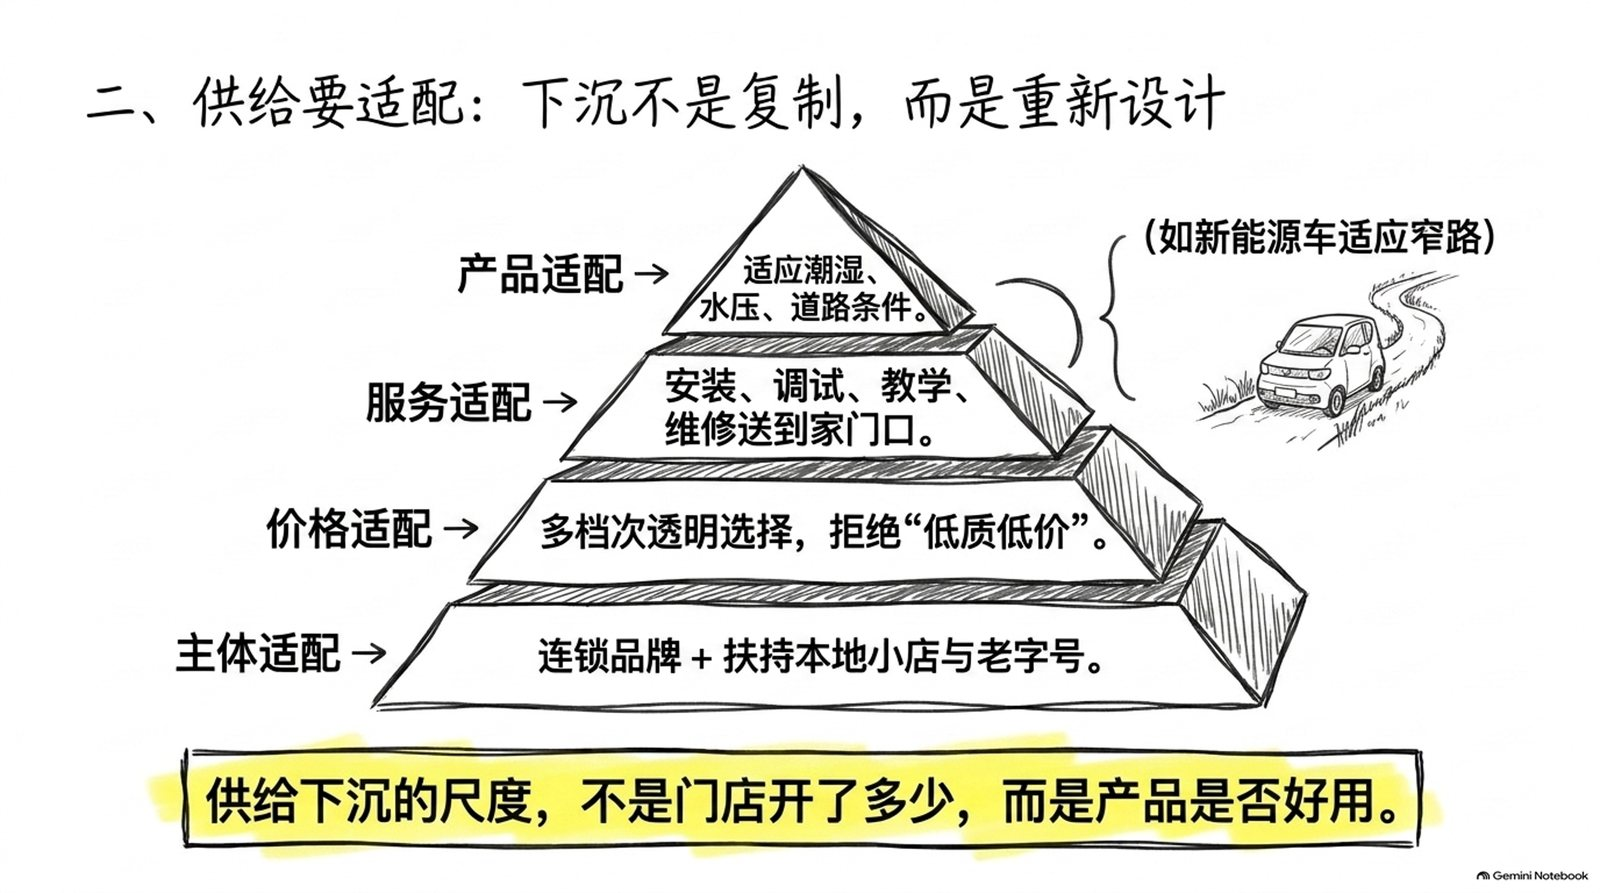 二、供给要适配：下沉不是复制，而是重新设计
（如新能源车适应窄路）
产品适配→
适应潮湿、
水压、道路条件。
服务适配→
安装、调试、教学、
维修送到家门口。
价格适配→
多档次透明选择，拒绝“低质低价”。
主体适配→
连锁品牌 + 扶持本地小店与老字号。
供给下沉的尺度，不是门店开了多少，而是产品是否好用。
Gemini Notebook